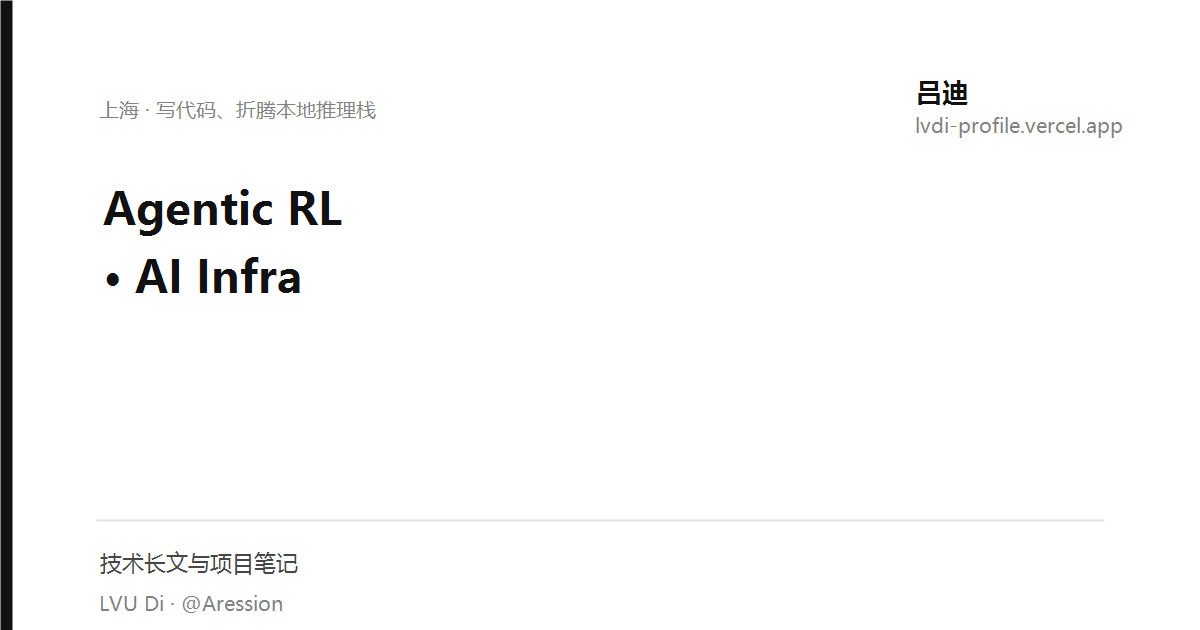 上海 · 写代码、折腾本地推理栈
吕迪
lvdi-profile.vercel.app
Agentic RL
• AI Infra
技术长文与项目笔记
LVU Di · @Aression